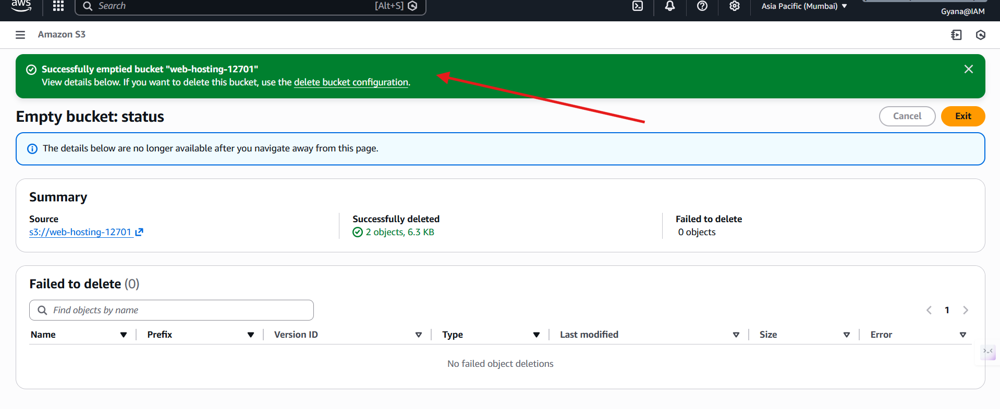 aws
Search [Alt+S] Asia Pacific (Mumbai)
Gyana@IAM
Amazon S3
Successfully emptied bucket "web-hosting-12701"
View details below. If you want to delete this bucket, use the delete bucket configuration.
Empty bucket: status
Cancel Exit
The details below are no longer available after you navigate away from this page.
Summary
Source Successfully deleted Failed to delete
s3://web-hosting-12701 2 objects, 6.3 KB 0 objects
Failed to delete (0)
Find objects by name 1
Name Prefix Version ID Type Last modified Size Error
No failed object deletions